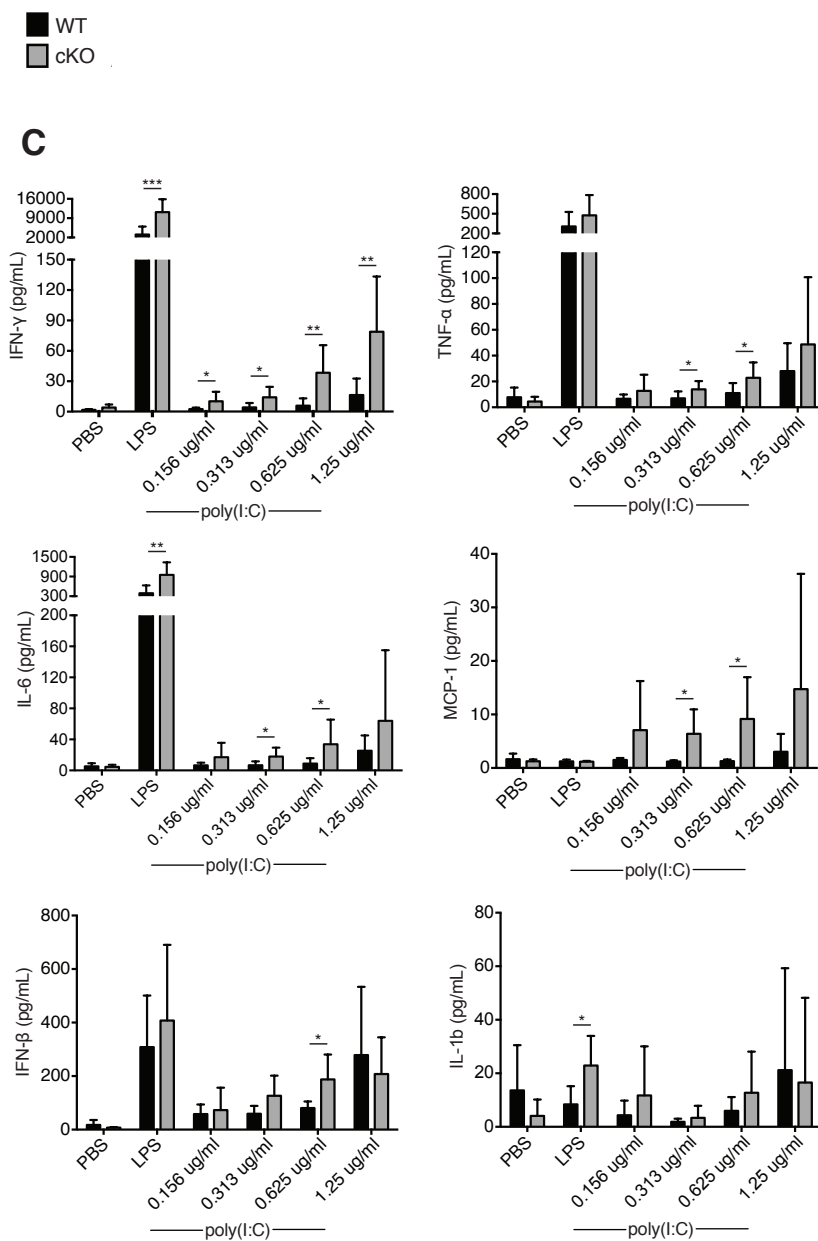 WT
cKO
C
IFN-γ (pg/mL)
16000
9000
2000
150
120
90
60
30
0
***
*
*
**
**
PBS
LPS
0.156 ug/ml
0.313 ug/ml
0.625 ug/ml
1.25 ug/ml
poly(I:C)
TNF-α (pg/mL)
800
500
200
120
100
80
60
40
20
0
*
*
PBS
LPS
0.156 ug/ml
0.313 ug/ml
0.625 ug/ml
1.25 ug/ml
poly(I:C)
IL-6 (pg/mL)
1500
900
300
200
160
120
80
40
0
**
*
*
PBS
LPS
0.156 ug/ml
0.313 ug/ml
0.625 ug/ml
1.25 ug/ml
poly(I:C)
MCP-1 (pg/mL)
40
30
20
10
0
*
*
PBS
LPS
0.156 ug/ml
0.313 ug/ml
0.625 ug/ml
1.25 ug/ml
poly(I:C)
IFN-β (pg/mL)
800
600
400
200
0
*
PBS
LPS
0.156 ug/ml
0.313 ug/ml
0.625 ug/ml
1.25 ug/ml
poly(I:C)
IL-1b (pg/mL)
80
60
40
20
0
*
PBS
LPS
0.156 ug/ml
0.313 ug/ml
0.625 ug/ml
1.25 ug/ml
poly(I:C)